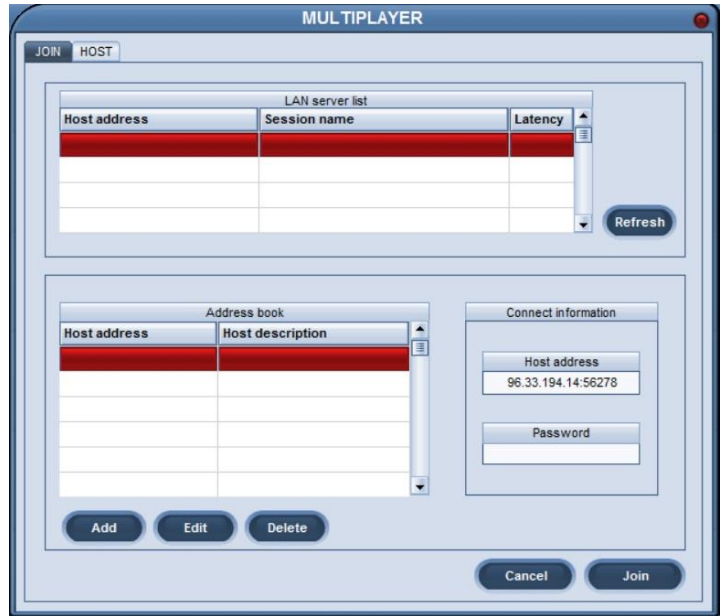 MULTIPLAYER
JOIN HOST
LAN server list
Host address Session name Latency
Refresh
Address book
Host address Host description
Connect information
Host address
96.33.194.14:56278
Password
Add Edit Delete
Cancel Join